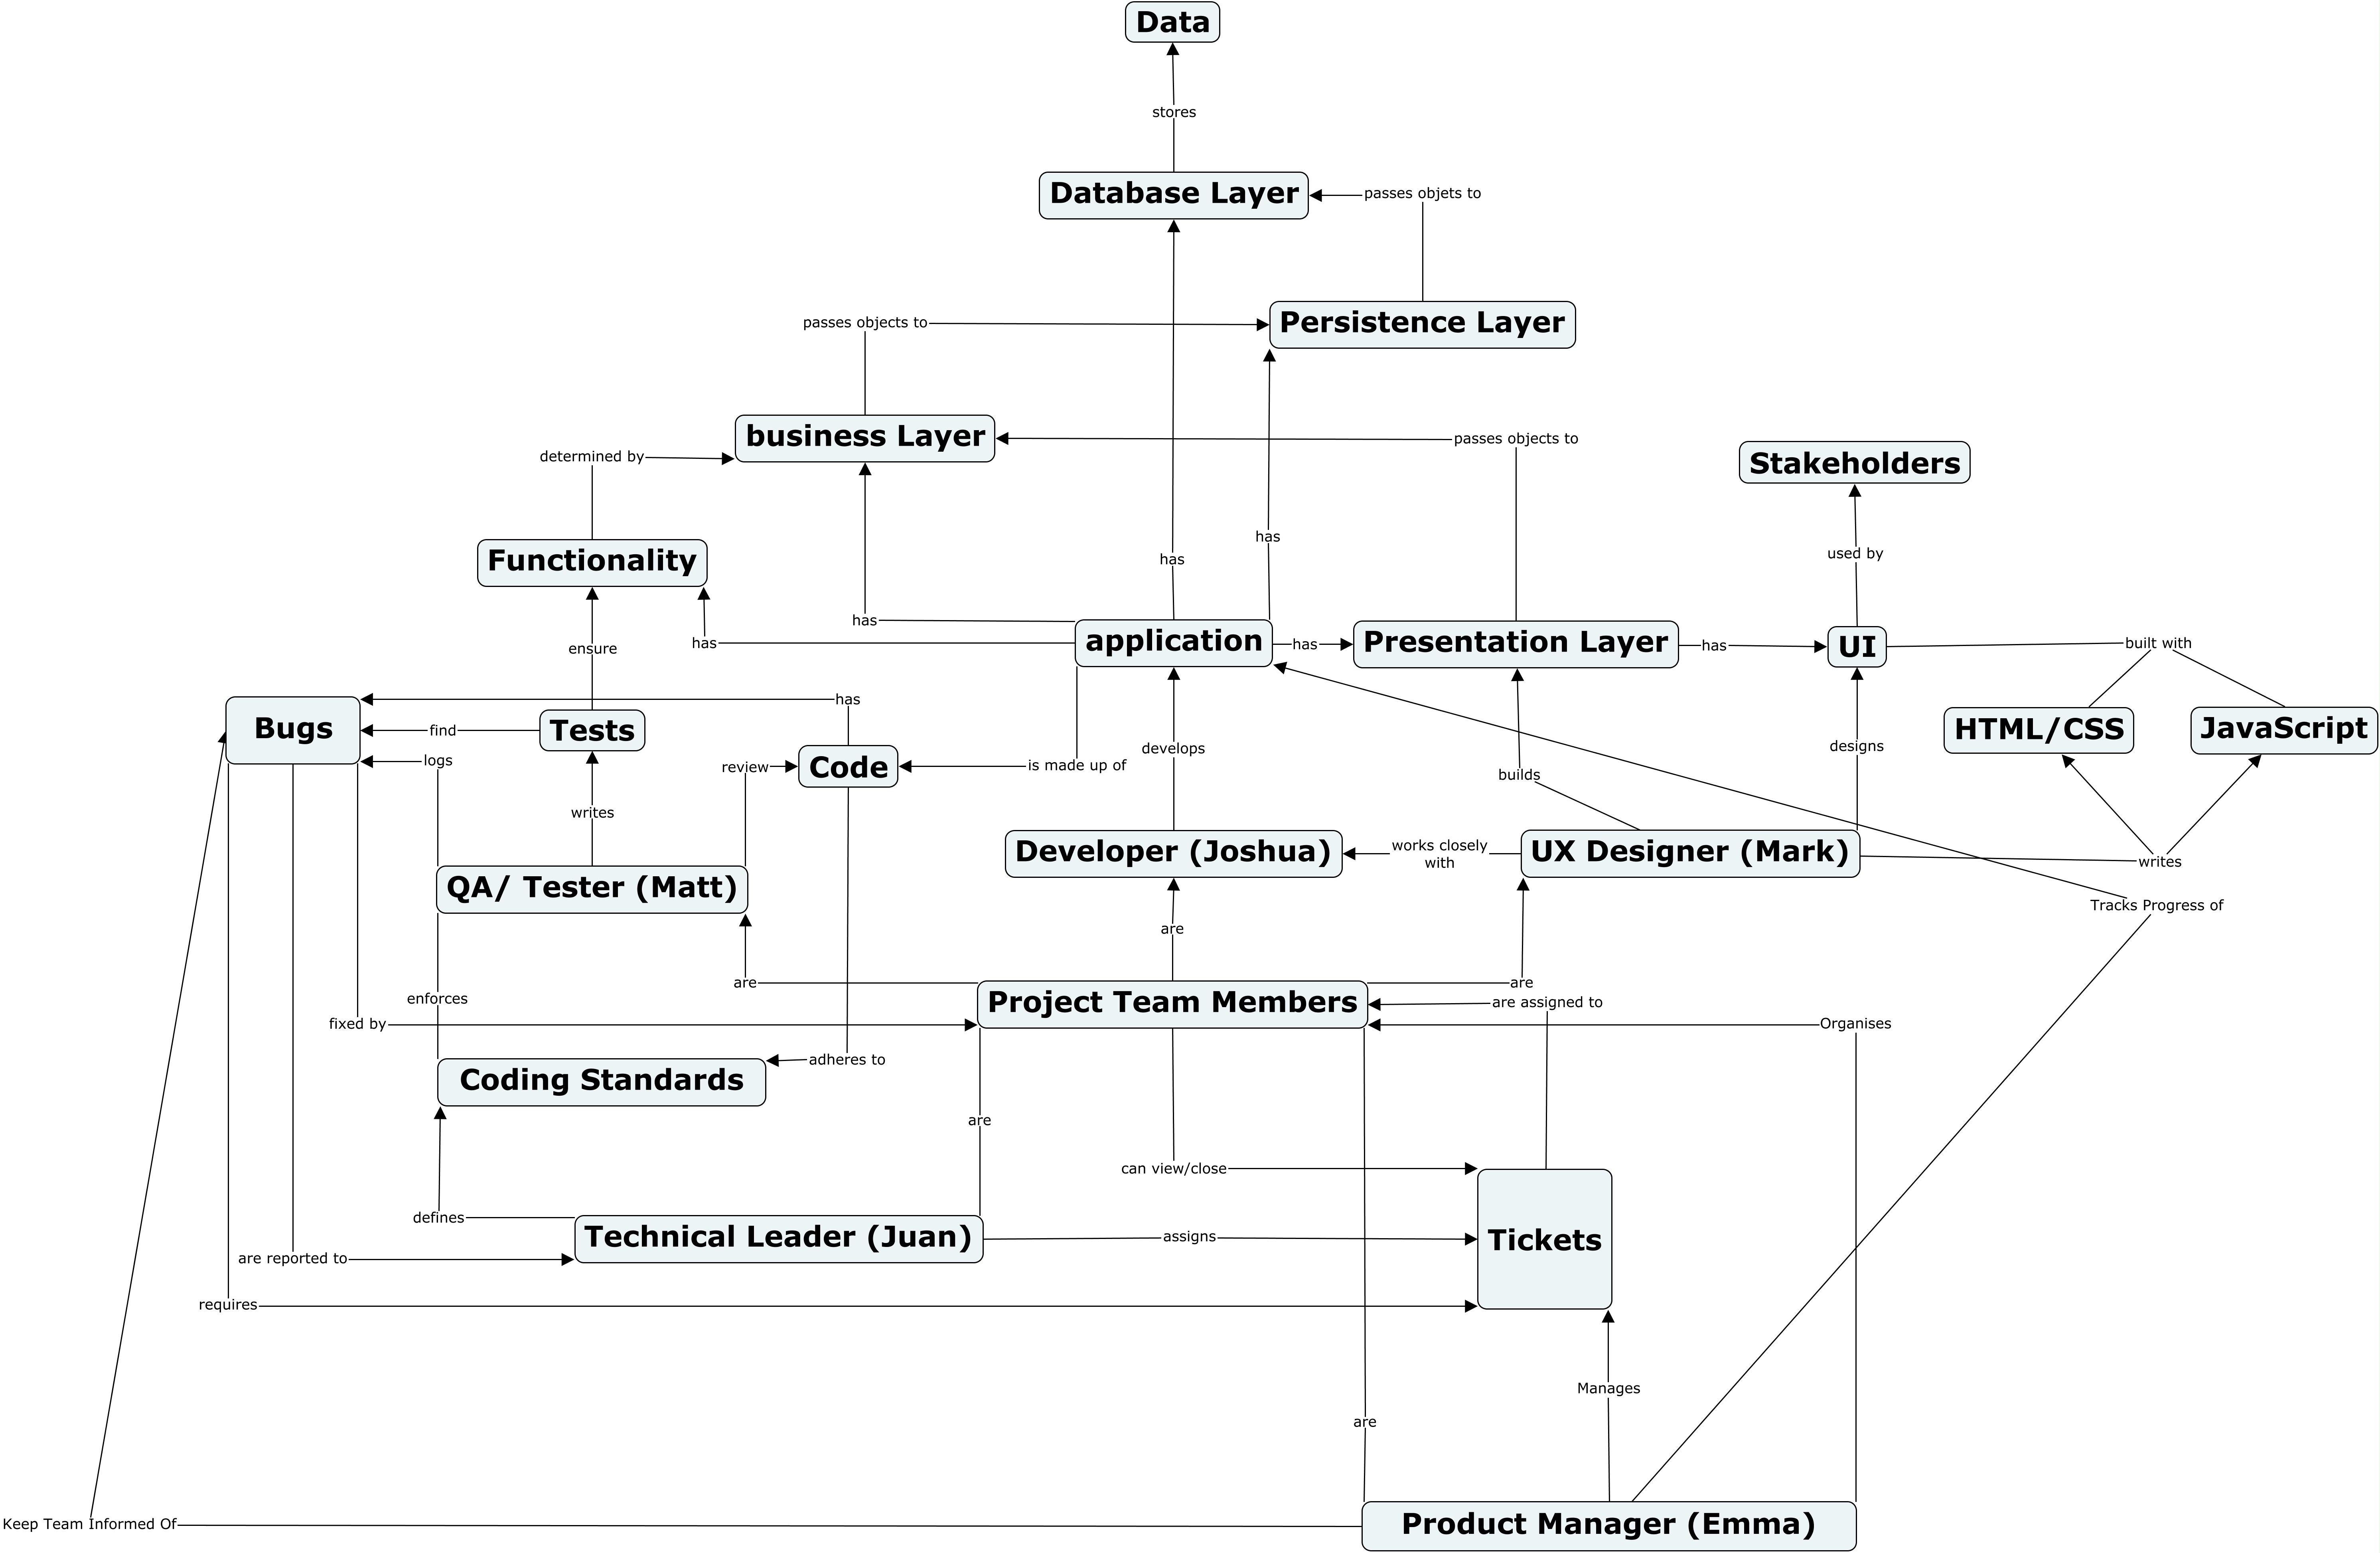 Data
stores
Database Layer
passes objets to
passes objects to
Persistence Layer
business Layer
passes objects to
determined by
Stakeholders
Functionality
has
has
used by
has
ensure
has
application
has
Presentation Layer
has
UI
built with
Bugs
has
find
Tests
logs
review
Code
is made up of
develops
builds
designs
HTML/CSS
JavaScript
writes
Developer (Joshua)
works closely
with
UX Designer (Mark)
writes
QA/ Tester (Matt)
Tracks Progress of
are
are
are
enforces
Project Team Members
are assigned to
fixed by
Organises
adheres to
Coding Standards
are
can view/close
defines
Technical Leader (Juan)
assigns
Tickets
are reported to
requires
Manages
are
Keep Team Informed Of
Product Manager (Emma)